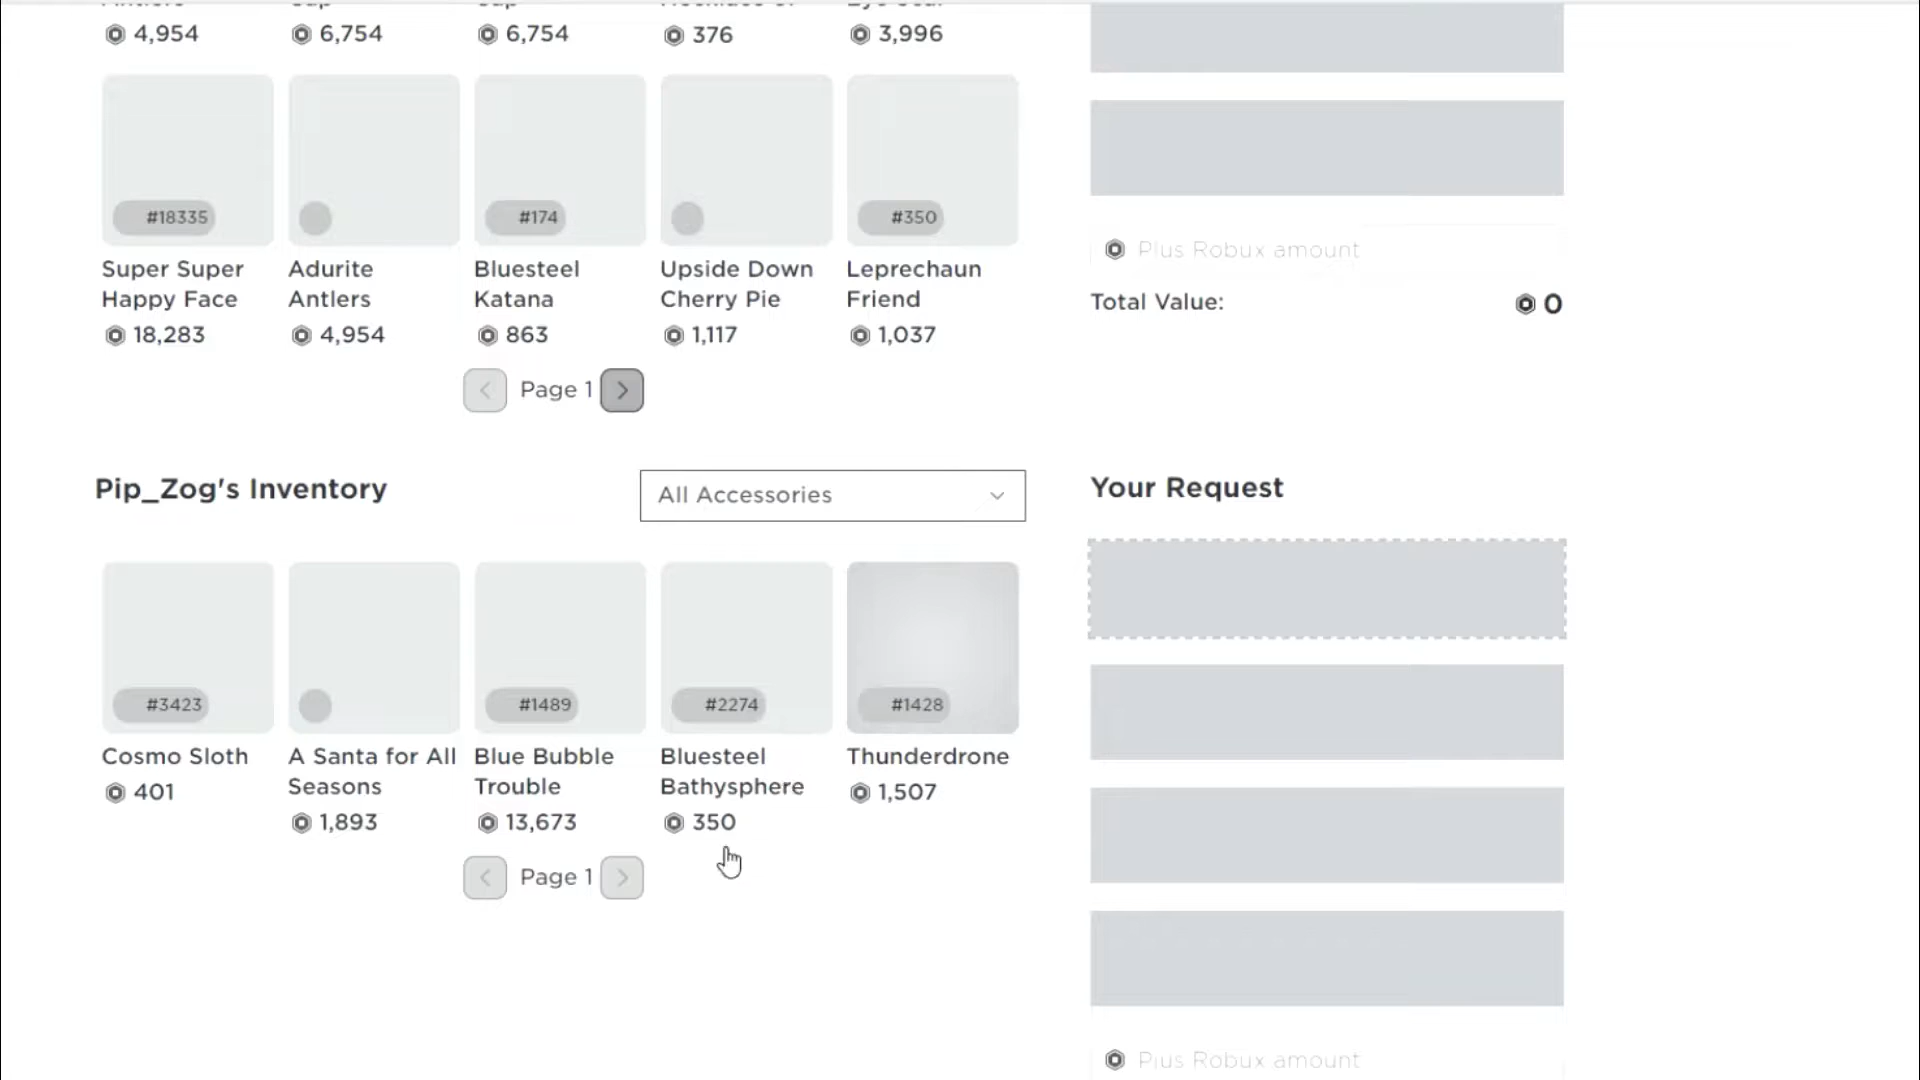 4,954
6,754
6,754
376
3,996
#18335
#174
#350
Super Super
Happy Face
18,283
Adurite
Antlers
4,954
Bluesteel
Katana
863
Upside Down
Cherry Pie
1,117
Leprechaun
Friend
1,037
Page 1
Plus Robux amount
Total Value: 0
Pip_Zog's Inventory
All Accessories
#3423
#1489
#2274
#1428
Cosmo Sloth
401
A Santa for All
Seasons
1,893
Blue Bubble
Trouble
13,673
Bluesteel
Bathysphere
350
Thunderdrone
1,507
Page 1
Your Request
Plus Robux amount